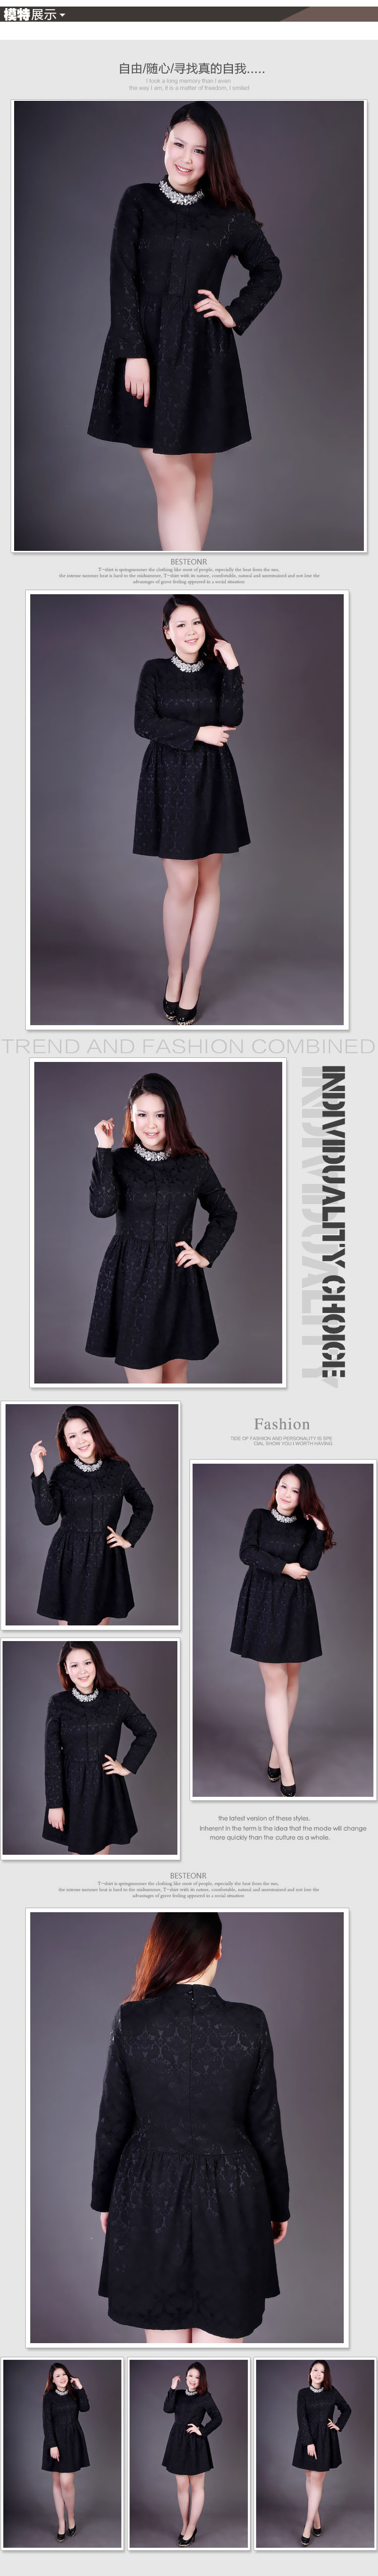 模特展示
自由/随心/寻找真的自我.....
I took a long memory than I even
the way I am, it is a matter of freedom, I smiled
BESTEONR
T-shirt is springsummer the clothing like most of people, especially the heat from the sun,
the intense summer heat is hard to the midsummer, T-shirt with its nature, comfortable, natural and unrestrained and not lose the
advantages of grave feeling appeared in a social situation
TREND AND FASHION COMBINED
INDIVIDUALITY CHOICE
INDIVIDUALITY
Fashion
TIDE OF FASHION AND PERSONALITY IS SPE
CIAL SHOW YOU I WORTH HAVING
the latest version of these styles.
Inherent in the term is the idea that the mode will change
more quickly than the culture as a whole.
BESTEONR
T-shirt is springsummer the clothing like most of people, especially the heat from the sun,
the intense summer heat is hard to the midsummer, T-shirt with its nature, comfortable, natural and unrestrained and not lose the
advantages of grave feeling appeared in a social situation